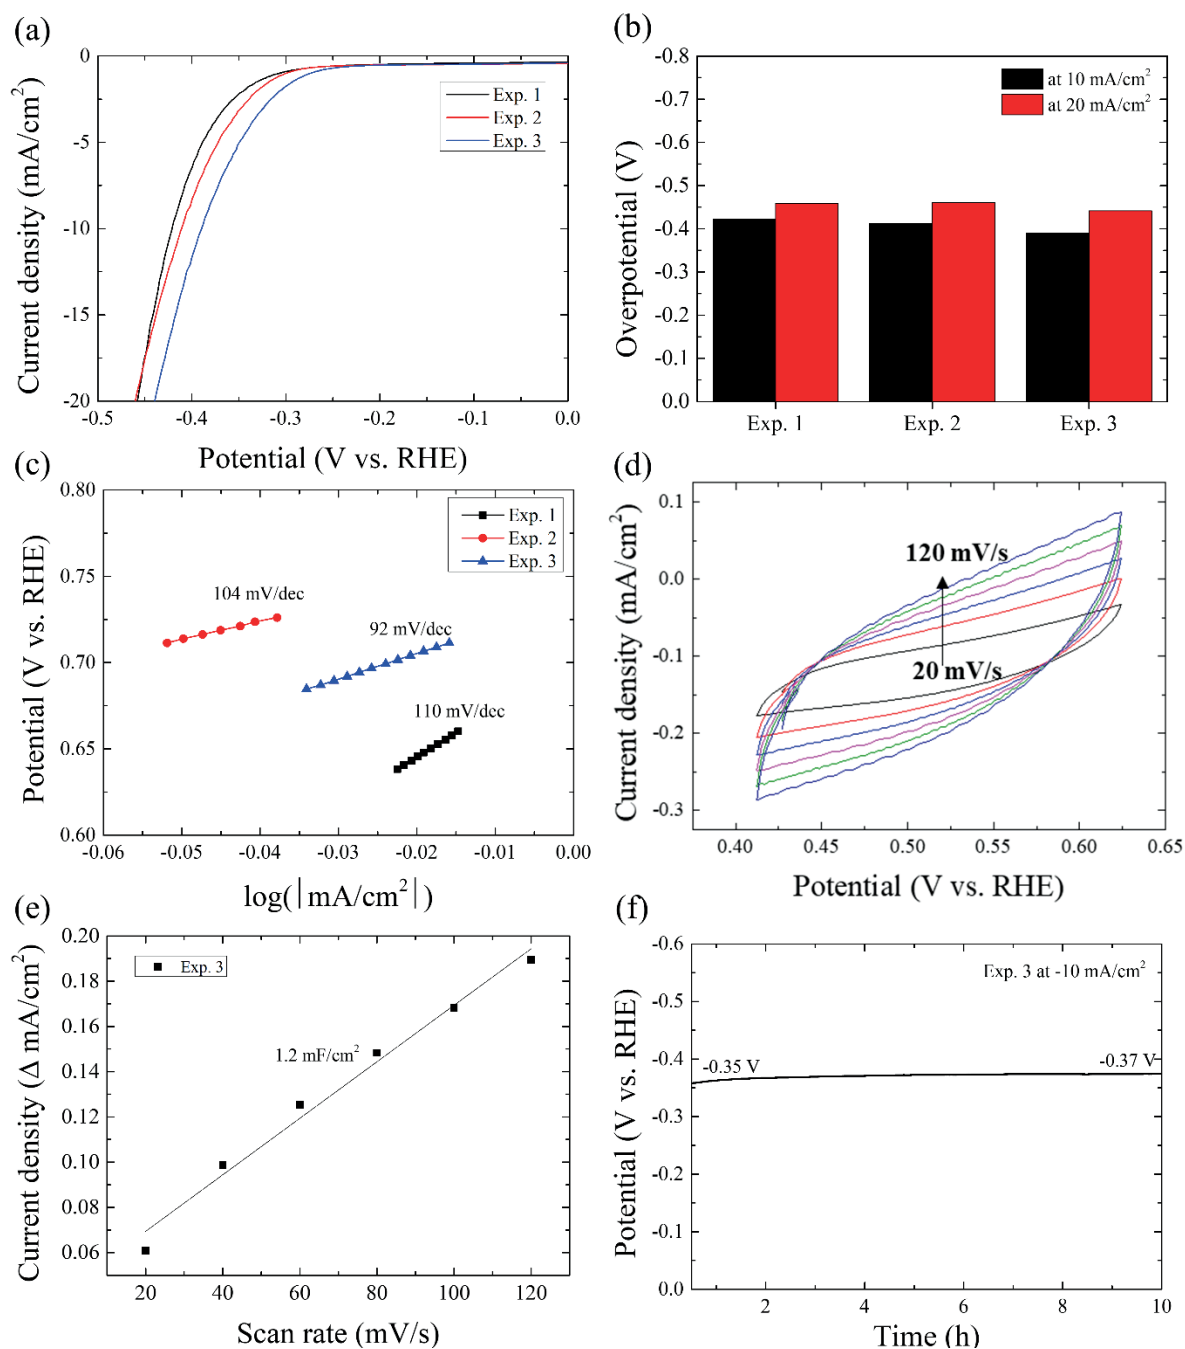 (a)
0
-5
-10
-15
-20
-0.5
-0.4
-0.3
-0.2
-0.1
0.0
Current density (mA/cm²)
Potential (V vs. RHE)
Exp. 1
Exp. 2
Exp. 3
(b)
-0.8
-0.7
-0.6
-0.5
-0.4
-0.3
-0.2
-0.1
0.0
Overpotential (V)
at 10 mA/cm²
at 20 mA/cm²
Exp. 1
Exp. 2
Exp. 3
(c)
0.80
0.75
0.70
0.65
0.60
-0.06
-0.05
-0.04
-0.03
-0.02
-0.01
0.00
Potential (V vs. RHE)
log(|mA/cm²|)
Exp. 1
Exp. 2
Exp. 3
104 mV/dec
92 mV/dec
110 mV/dec
(d)
0.1
0.0
-0.1
-0.2
-0.3
0.40
0.45
0.50
0.55
0.60
0.65
Current density (mA/cm²)
Potential (V vs. RHE)
120 mV/s
20 mV/s
(e)
0.20
0.18
0.16
0.14
0.12
0.10
0.08
0.06
20
40
60
80
100
120
Current density (Δ mA/cm²)
Scan rate (mV/s)
Exp. 3
1.2 mF/cm²
(f)
-0.6
-0.5
-0.4
-0.3
-0.2
-0.1
0.0
2
4
6
8
10
Potential (V vs. RHE)
Time (h)
Exp. 3 at -10 mA/cm²
-0.35 V
-0.37 V